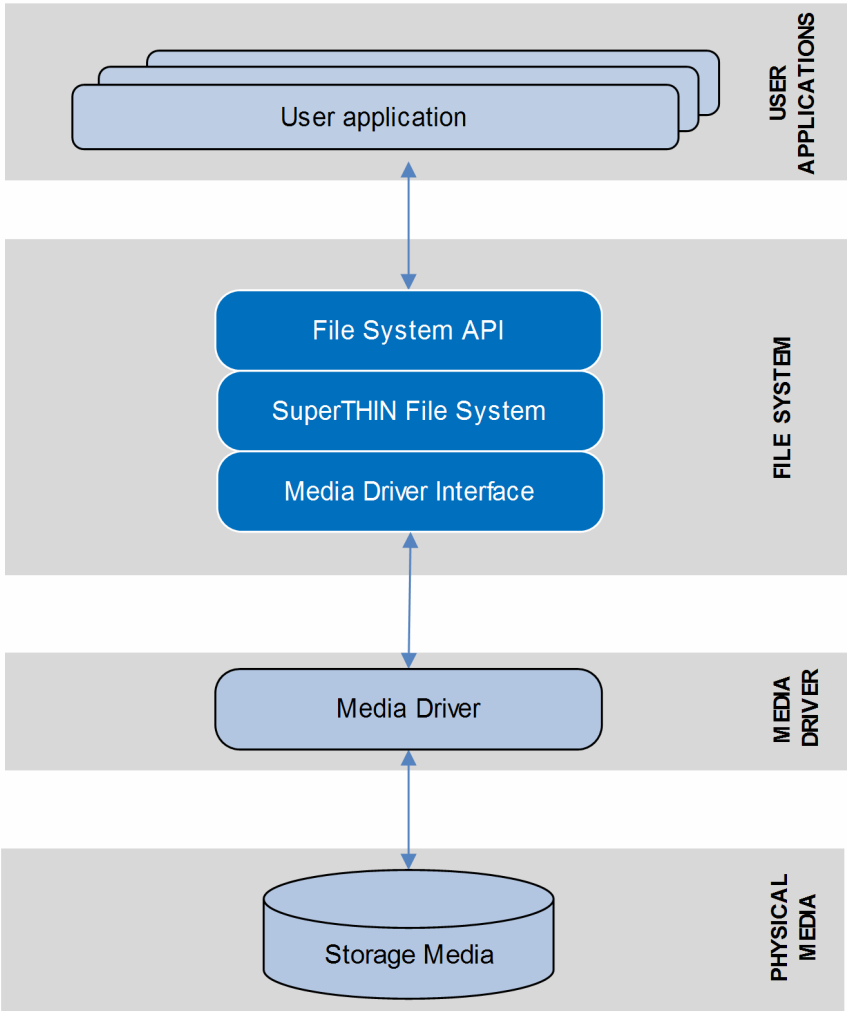 User application
USER
APPLICATIONS
File System API
SuperTHIN File System
Media Driver Interface
FILE SYSTEM
Media Driver
MEDIA
DRIVER
Storage Media
PHYSICAL
MEDIA